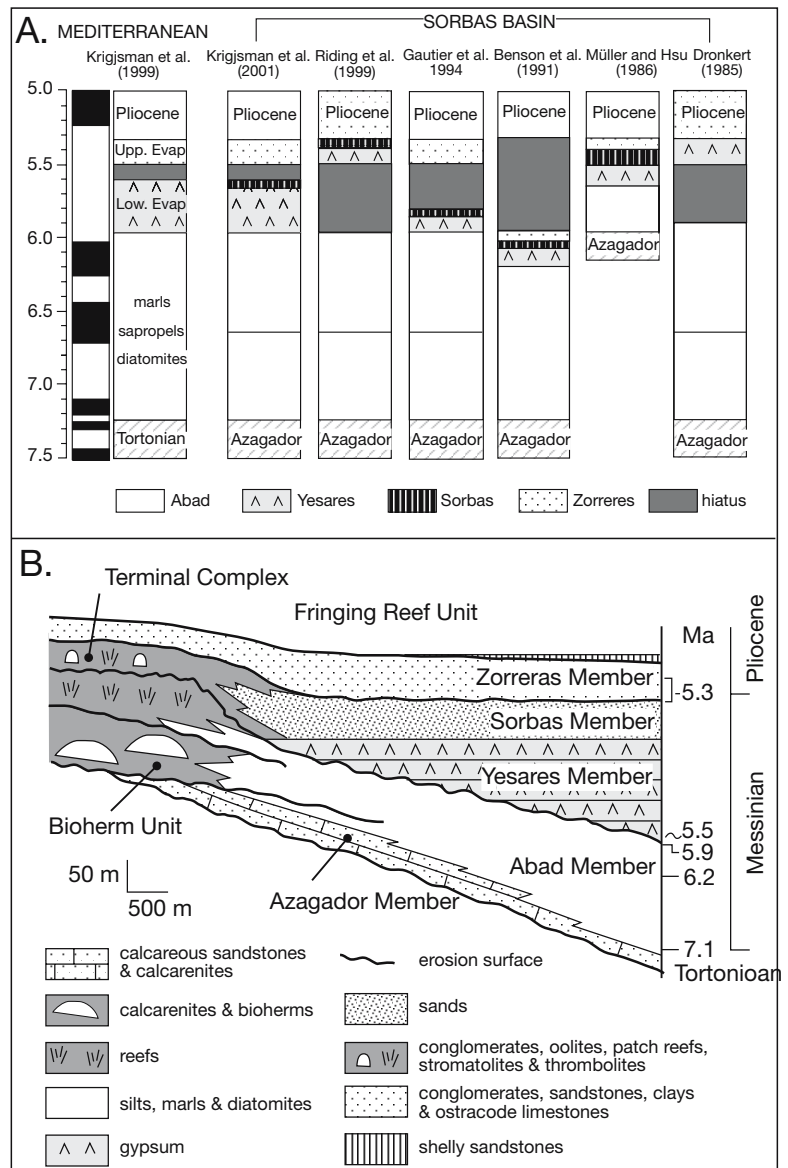 A.
MEDITERRANEAN
SORBAS BASIN
Krigjsman et al. (1999)
Krigjsman et al. (2001)
Riding et al. (1999)
Gautier et al. 1994
Benson et al. (1991)
Müller and Hsu (1986)
Dronkert (1985)
5.0
5.5
6.0
6.5
7.0
7.5
Pliocene
Upp. Evap
Low. Evap
marls
sapropels
diatomites
Tortonian
Pliocene
Azagador
Pliocene
Azagador
Pliocene
Azagador
Pliocene
Azagador
Pliocene
Azagador
Pliocene
Azagador
Abad
Yesares
Sorbas
Zorreres
hiatus
B.
Terminal Complex
Fringing Reef Unit
Ma
Pliocene
Zorreras Member
5.3
Sorbas Member
Yesares Member
Messinian
5.5
5.9
Bioherm Unit
Abad Member
6.2
50 m
500 m
Azagador Member
7.1
Tortonioan
calcareous sandstones
& calcarenites
erosion surface
calcarenites & bioherms
sands
reefs
conglomerates, oolites, patch reefs,
stromatolites & thrombolites
silts, marls & diatomites
conglomerates, sandstones, clays
& ostracode limestones
gypsum
shelly sandstones